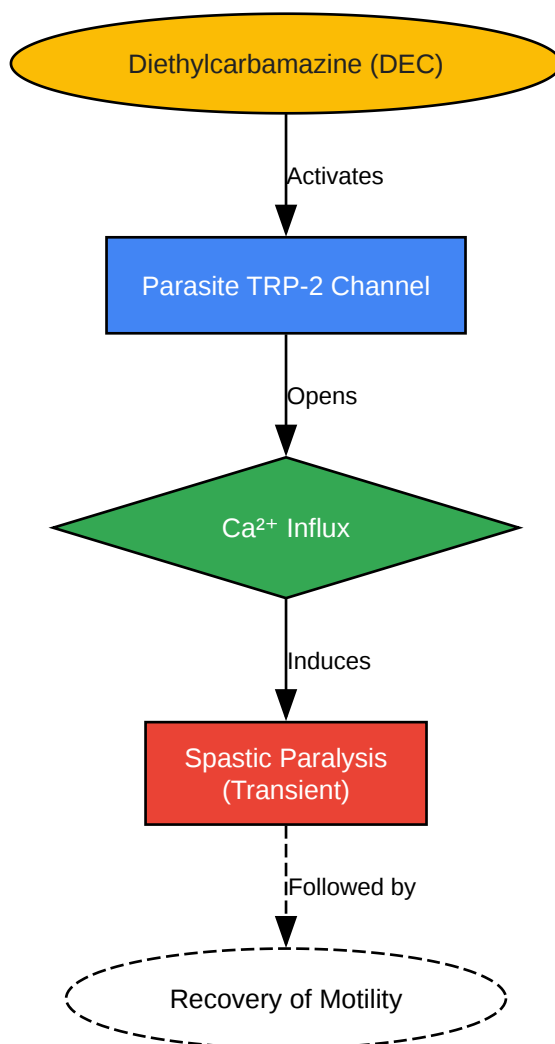 Diethylcarbamazine (DEC)
Activates
Parasite TRP-2 Channel
Opens
Ca²⁺ Influx
Induces
Spastic Paralysis
(Transient)
Followed by
Recovery of Motility